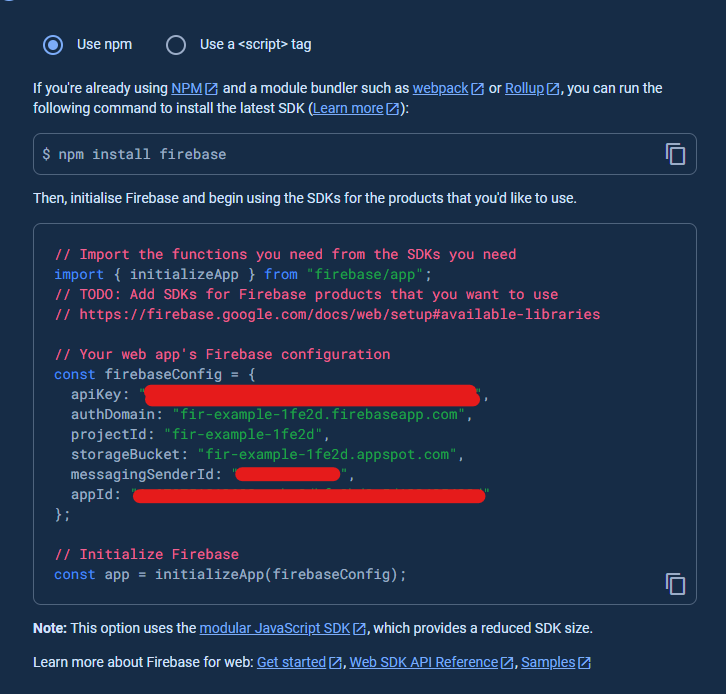 Use npm Use a <script> tag
If you're already using NPM and a module bundler such as webpack or Rollup, you can run the
following command to install the latest SDK (Learn more):
$ npm install firebase
Then, initialise Firebase and begin using the SDKs for the products that you'd like to use.
// Import the functions you need from the SDKs you need
import { initializeApp } from "firebase/app";
// TODO: Add SDKs for Firebase products that you want to use
// https://firebase.google.com/docs/web/setup#available-libraries
// Your web app's Firebase configuration
const firebaseConfig = {
apiKey: "",
authDomain: "fir-example-1fe2d.firebaseapp.com",
projectId: "fir-example-1fe2d",
storageBucket: "fir-example-1fe2d.appspot.com",
messagingSenderId: "",
appId: ""
};
// Initialize Firebase
const app = initializeApp(firebaseConfig);
Note: This option uses the modular JavaScript SDK, which provides a reduced SDK size.
Learn more about Firebase for web: Get started, Web SDK API Reference, Samples